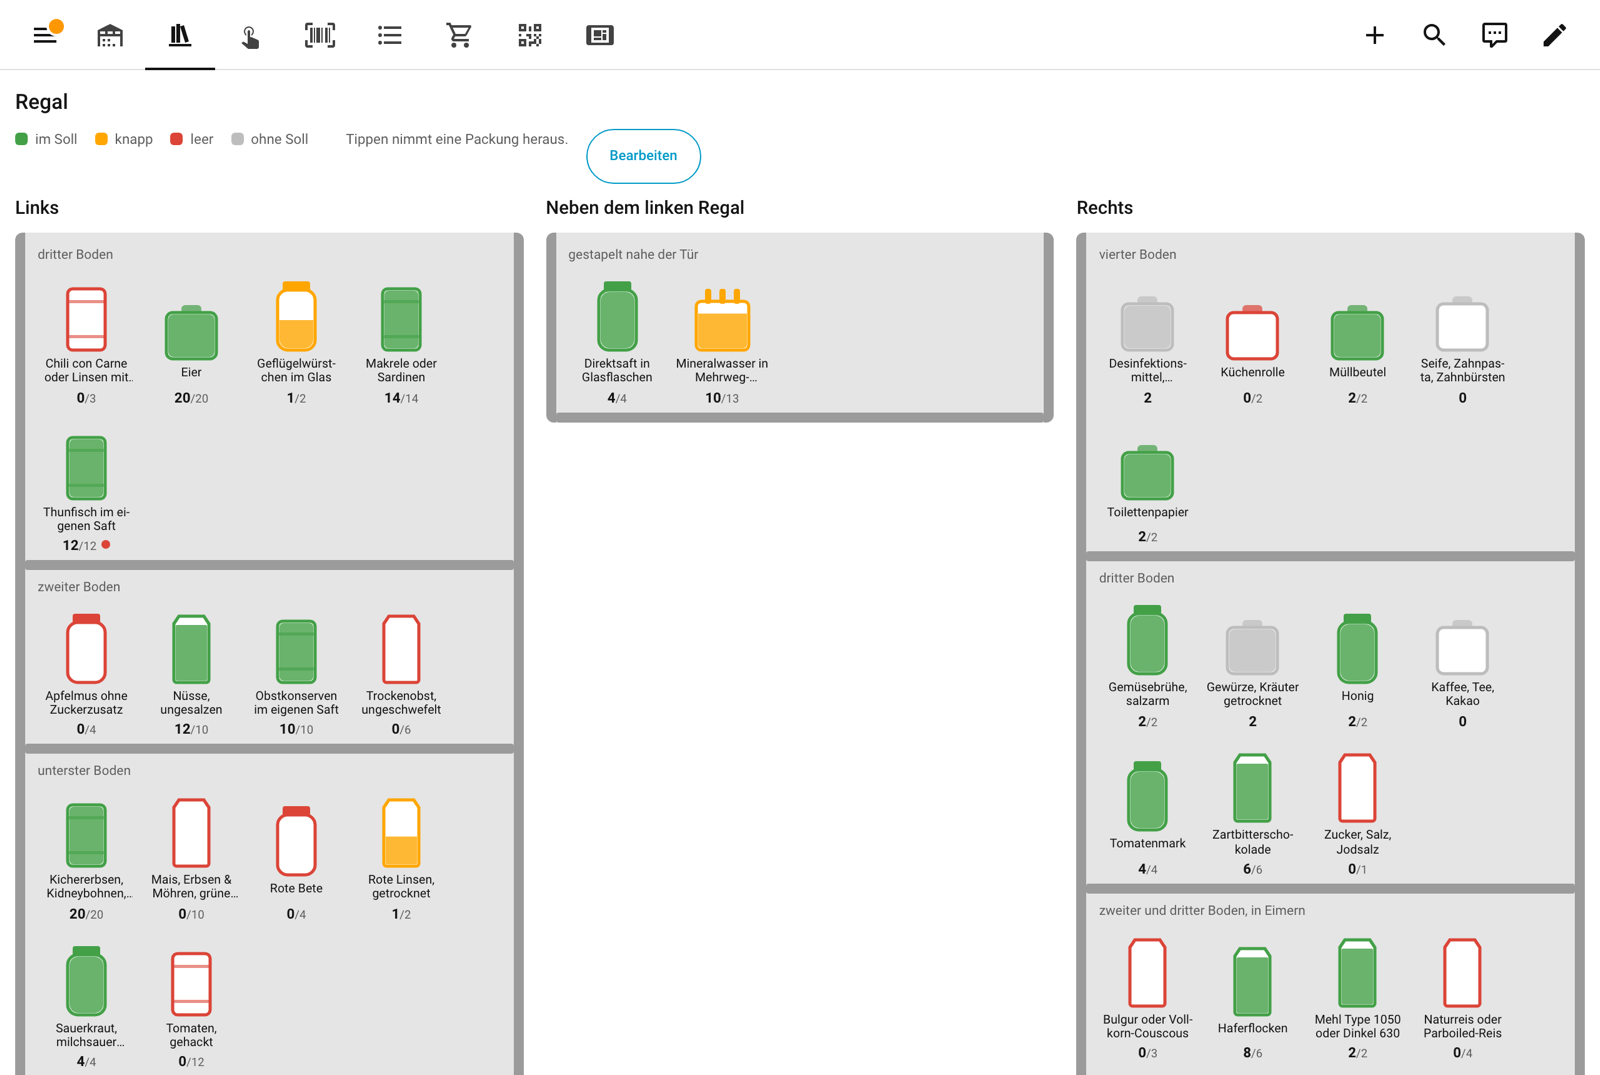 Regal
im Soll knapp leer ohne Soll Tippen nimmt eine Packung heraus. Bearbeiten
Links
dritter Boden
Chili con Carne
oder Linsen mit..
0/3
Eier
20/20
Geflügelwürst-
chen im Glas
1/2
Makrele oder
Sardinen
14/14
Thunfisch im ei-
genen Saft
12/12
zweiter Boden
Apfelmus ohne
Zuckerzusatz
0/4
Nüsse,
ungesalzen
12/10
Obstkonserven
im eigenen Saft
10/10
Trockenobst,
ungeschwefelt
0/6
unterster Boden
Kichererbsen,
Kidneybohnen,..
20/20
Mais, Erbsen &
Möhren, grüne…
0/10
Rote Bete
0/4
Rote Linsen,
getrocknet
1/2
Sauerkraut,
milchsauer…
4/4
Tomaten,
gehackt
0/12
Neben dem linken Regal
gestapelt nahe der Tür
Direktsaft in
Glasflaschen
4/4
Mineralwasser in
Mehrweg-…
10/13
Rechts
vierter Boden
Desinfektions-
mittel,…
2
Küchenrolle
0/2
Müllbeutel
2/2
Seife, Zahnpas-
ta, Zahnbürsten
0
Toilettenpapier
2/2
dritter Boden
Gemüsebrühe,
salzarm
2/2
Gewürze, Kräuter
getrocknet
2
Honig
2/2
Kaffee, Tee,
Kakao
0
Tomatenmark
4/4
Zartbitterscho-
kolade
6/6
Zucker, Salz,
Jodsalz
0/1
zweiter und dritter Boden, in Eimern
Bulgur oder Voll-
korn-Couscous
0/3
Haferflocken
8/6
Mehl Type 1050
oder Dinkel 630
2/2
Naturreis oder
Parboiled-Reis
0/4